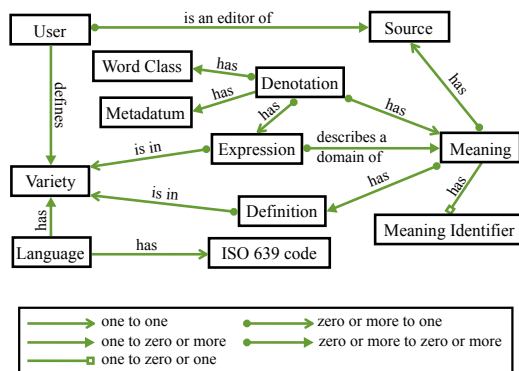 User
is an editor of
Source
Word Class
has
Denotation
has
Metadatum
has
has
has
defines
is in
Expression
describes a
domain of
Meaning
Variety
is in
has
has
Definition
has
Meaning Identifier
Language
has
ISO 639 code
one to one
zero or more to one
one to zero or more
zero or more to zero or more
one to zero or one